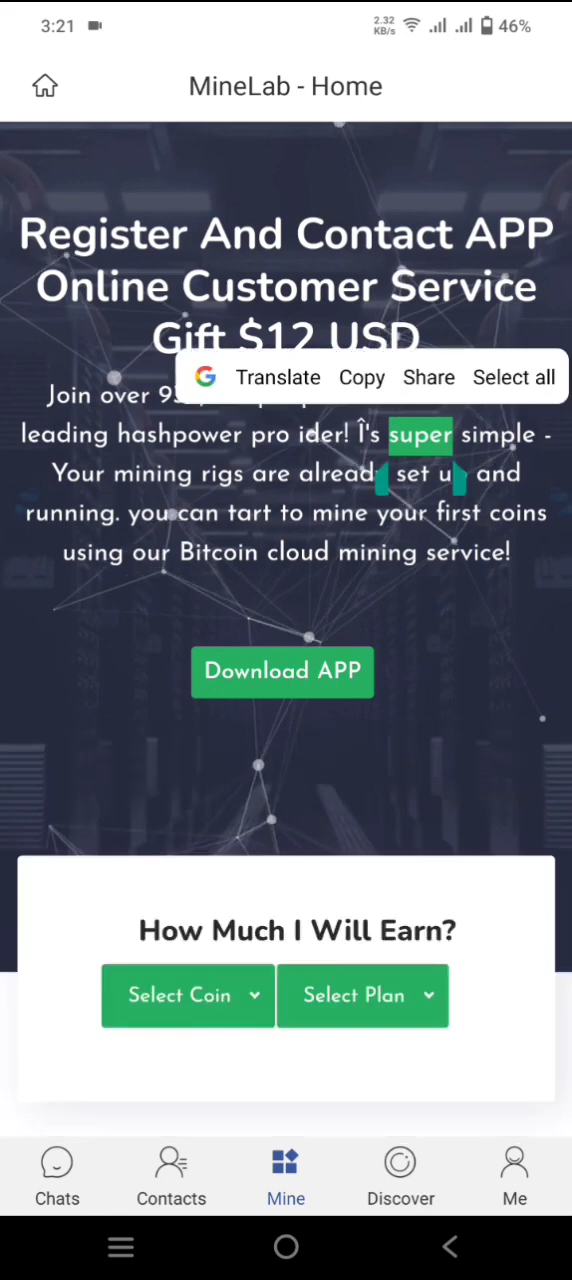 3:21
2.32
KB/s
46%
MineLab - Home
Register And Contact APP
Online Customer Service
Gift $12 USD
Translate Copy Share Select all
Join over
leading hashpower pro ider! Î's super simple -
Your mining rigs are set and
running. you can tart to mine your first coins
using our Bitcoin cloud mining service!
Download APP
How Much I Will Earn?
Select Coin Select Plan
Chats Contacts Mine Discover Me